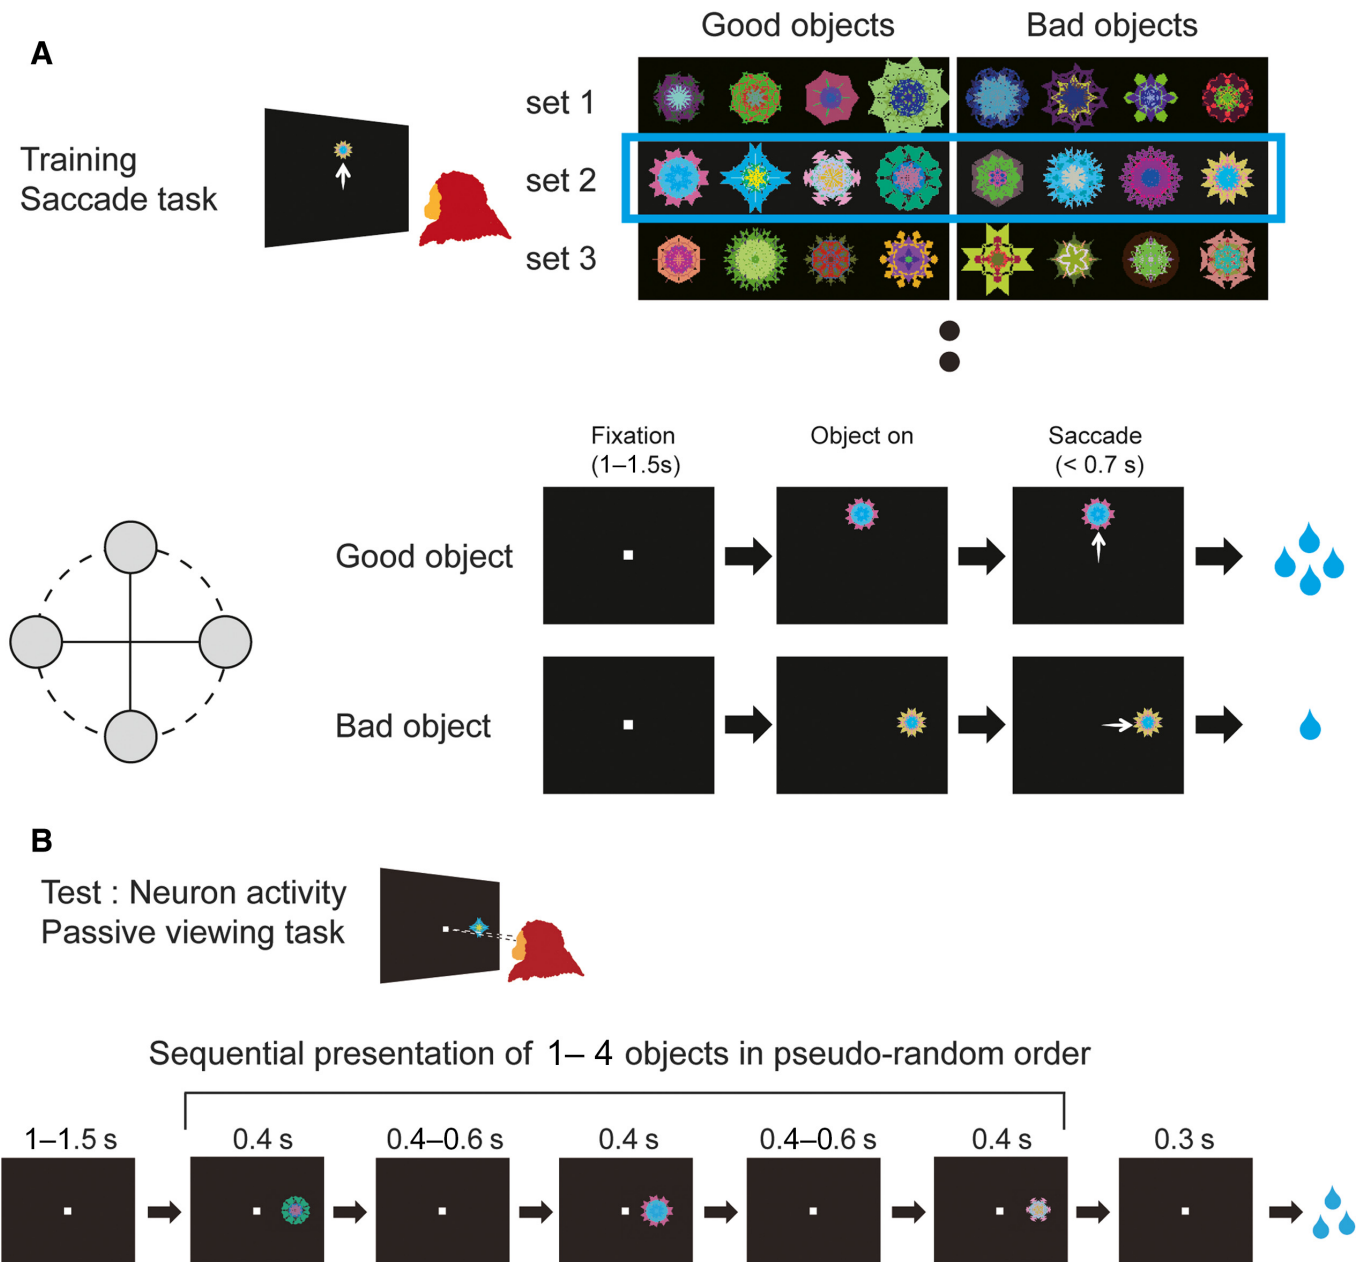 A
Good objects
Bad objects
Training
Saccade task
set 1
set 2
set 3
Fixation
(1–1.5s)
Object on
Saccade
(< 0.7 s)
Good object
Bad object
B
Test : Neuron activity
Passive viewing task
Sequential presentation of 1– 4 objects in pseudo-random order
1–1.5 s
0.4 s
0.4–0.6 s
0.4 s
0.4–0.6 s
0.4 s
0.3 s